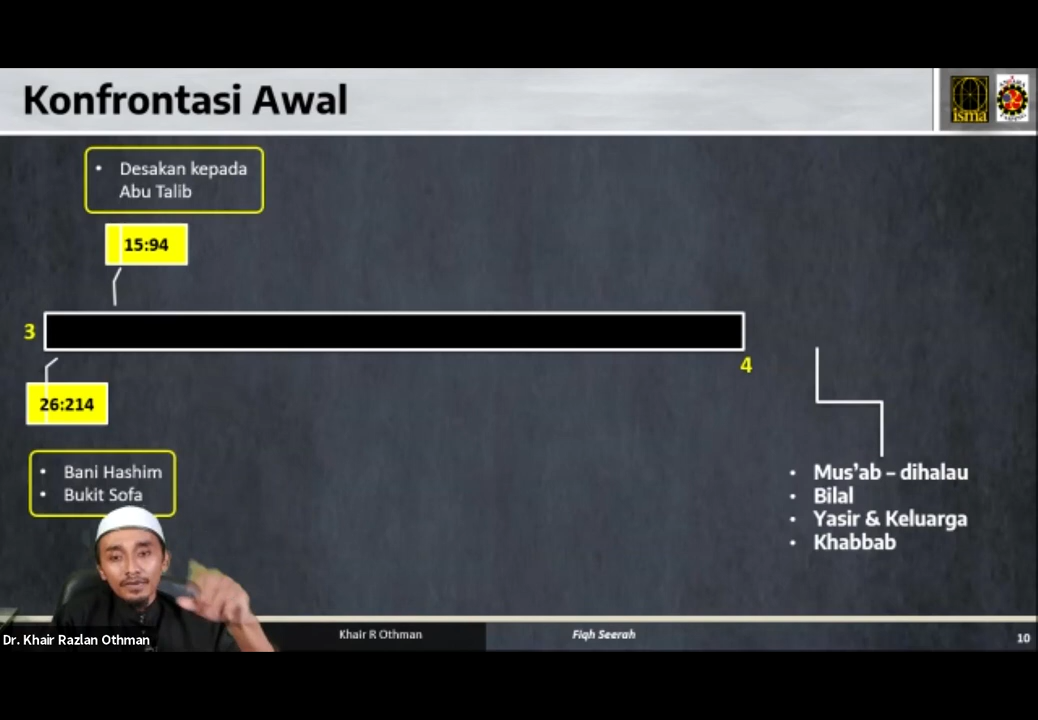 Konfrontasi Awal
isma
• Desakan kepada
Abu Talib
15:94
3
4
26:214
• Bani Hashim
• Bukit Sofa
• Mus'ab – dihalau
• Bilal
• Yasir & Keluarga
• Khabbab
Dr. Khair Razlan Othman
Khair R Othman
Fiqh Seerah
10